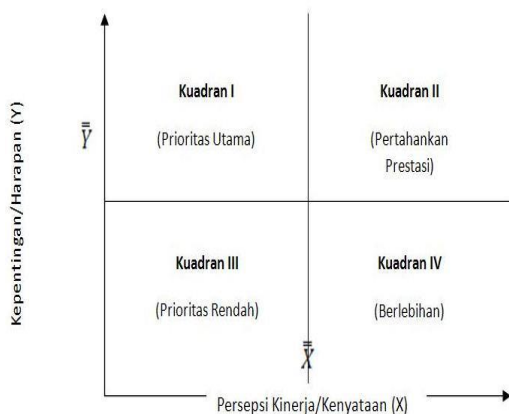 Kepentingan/Harapan (Y)
Y̿
Kuadran I
(Prioritas Utama)
Kuadran II
(Pertahankan
Prestasi)
Kuadran III
(Prioritas Rendah)
Kuadran IV
(Berlebihan)
X̿
Persepsi Kinerja/Kenyataan (X)